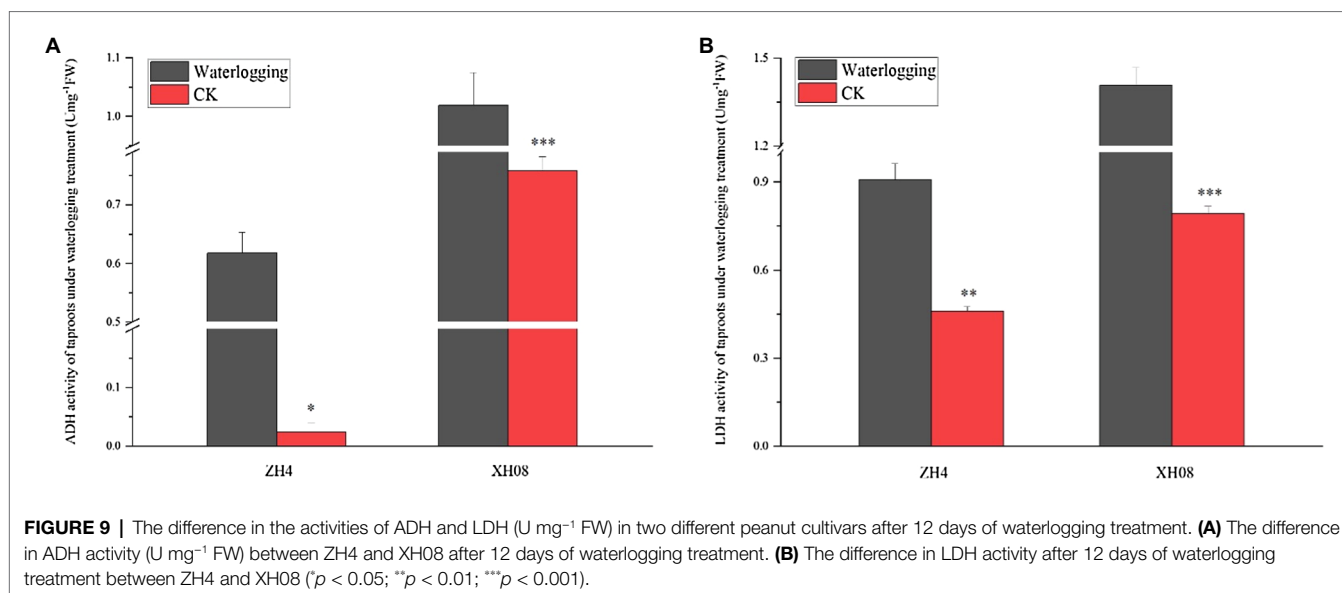 A
Waterlogging
CK
ADH activity of taproots under waterlogging treatment (Umg⁻¹FW)
1.1
1.0
0.7
0.6
0.5
0.1
0.0
*
***
ZH4
XH08
B
Waterlogging
CK
LDH activity of taproots under waterlogging treatment (Umg⁻¹FW)
1.5
1.2
0.9
0.6
0.3
0.0
**
***
ZH4
XH08
FIGURE 9 | The difference in the activities of ADH and LDH (U mg⁻¹ FW) in two different peanut cultivars after 12 days of waterlogging treatment. (A) The difference
in ADH activity (U mg⁻¹ FW) between ZH4 and XH08 after 12 days of waterlogging treatment. (B) The difference in LDH activity after 12 days of waterlogging
treatment between ZH4 and XH08 (*p < 0.05; **p < 0.01; ***p < 0.001).